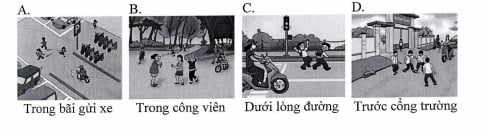 A.
B.
C.
D.
Trong bãi gửi xe
Trong công viên
Dưới lòng đường
Trước cổng trường